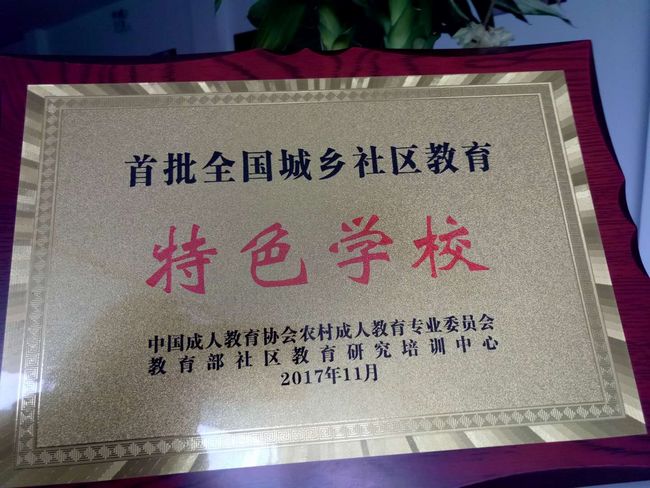 首批全国城乡社区教育
特色学校
中国成人教育协会农村成人教育专业委员会
教育部社区教育研究培训中心
2017年11月